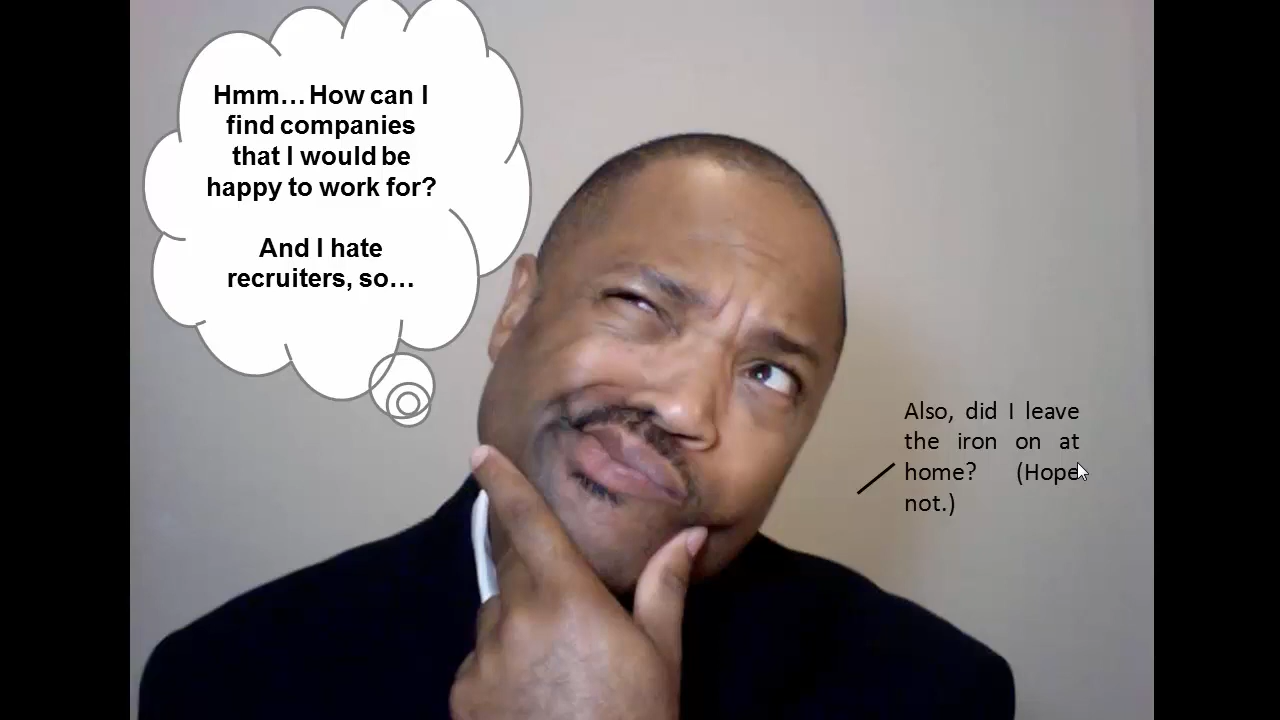 Hmm…How can I
find companies
that I would be
happy to work for?
And I hate
recruiters, so…
Also, did I leave
the iron on at
home? (Hope
not.)